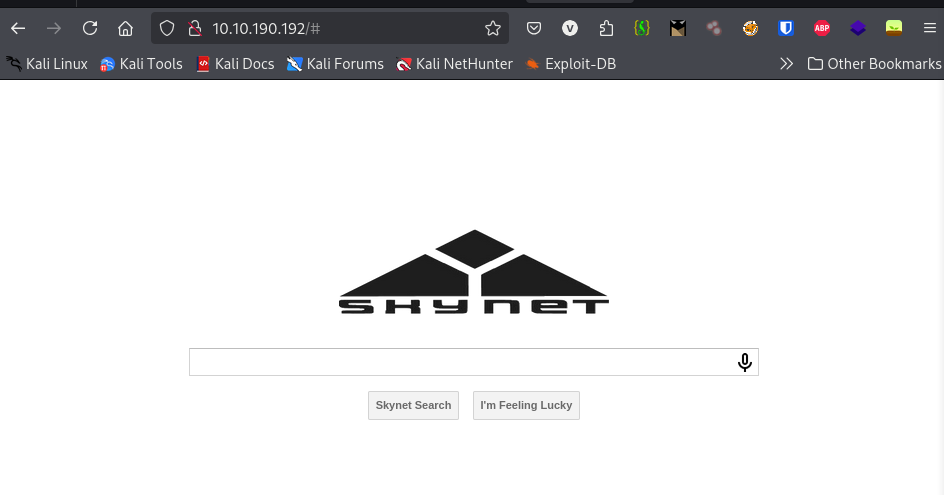 10.10.190.192/#
Kali Linux Kali Tools Kali Docs Kali Forums Kali NetHunter Exploit-DB Other Bookmarks
SKYNET
Skynet Search I'm Feeling Lucky